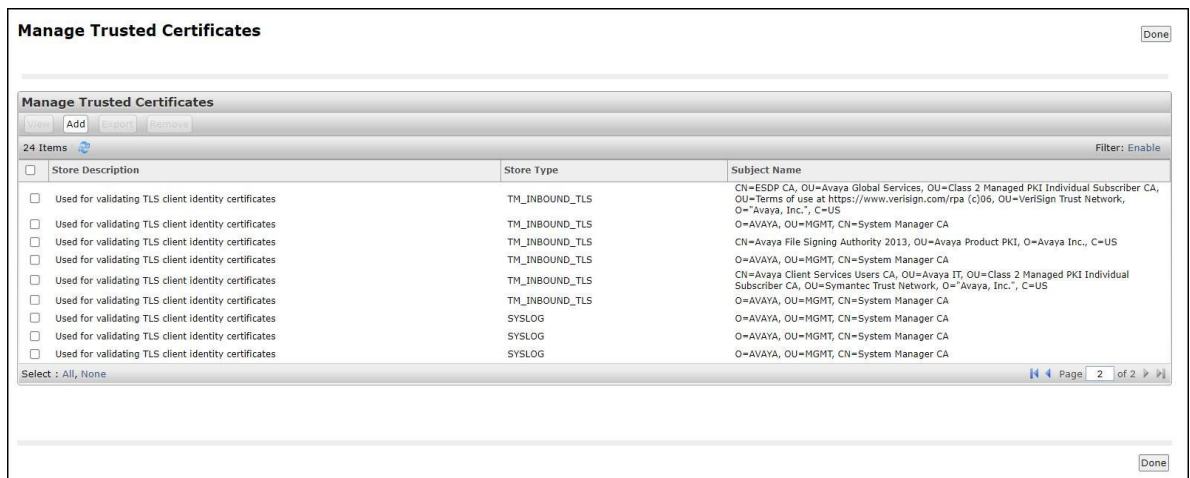 Manage Trusted Certificates
Done
Manage Trusted Certificates
View Add Export Remove
24 Items Filter: Enable
Store Description Store Type Subject Name
Used for validating TLS client identity certificates TM_INBOUND_TLS CN=ESDP CA, OU=Avaya Global Services, OU=Class 2 Managed PKI Individual Subscriber CA,
OU=Terms of use at https://www.verisign.com/rpa (c)06, OU=VeriSign Trust Network,
O="Avaya, Inc.", C=US
Used for validating TLS client identity certificates TM_INBOUND_TLS O=AVAYA, OU=MGMT, CN=System Manager CA
Used for validating TLS client identity certificates TM_INBOUND_TLS CN=Avaya File Signing Authority 2013, OU=Avaya Product PKI, O=Avaya Inc., C=US
Used for validating TLS client identity certificates TM_INBOUND_TLS O=AVAYA, OU=MGMT, CN=System Manager CA
Used for validating TLS client identity certificates TM_INBOUND_TLS CN=Avaya Client Services Users CA, OU=Avaya IT, OU=Class 2 Managed PKI Individual
Subscriber CA, OU=Symantec Trust Network, O="Avaya, Inc.", C=US
Used for validating TLS client identity certificates TM_INBOUND_TLS O=AVAYA, OU=MGMT, CN=System Manager CA
Used for validating TLS client identity certificates SYSLOG O=AVAYA, OU=MGMT, CN=System Manager CA
Used for validating TLS client identity certificates SYSLOG O=AVAYA, OU=MGMT, CN=System Manager CA
Used for validating TLS client identity certificates SYSLOG O=AVAYA, OU=MGMT, CN=System Manager CA
Select : All, None Page 2 of 2
Done